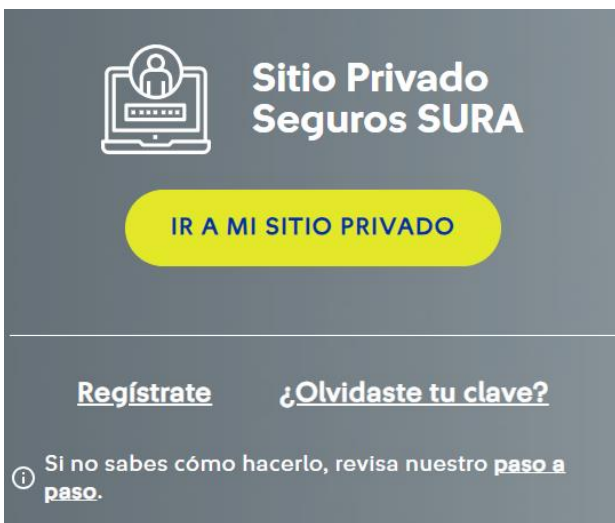 Sitio Privado
Seguros SURA
IR A MI SITIO PRIVADO
Regístrate
¿Olvidaste tu clave?
Si no sabes cómo hacerlo, revisa nuestro paso a
paso.